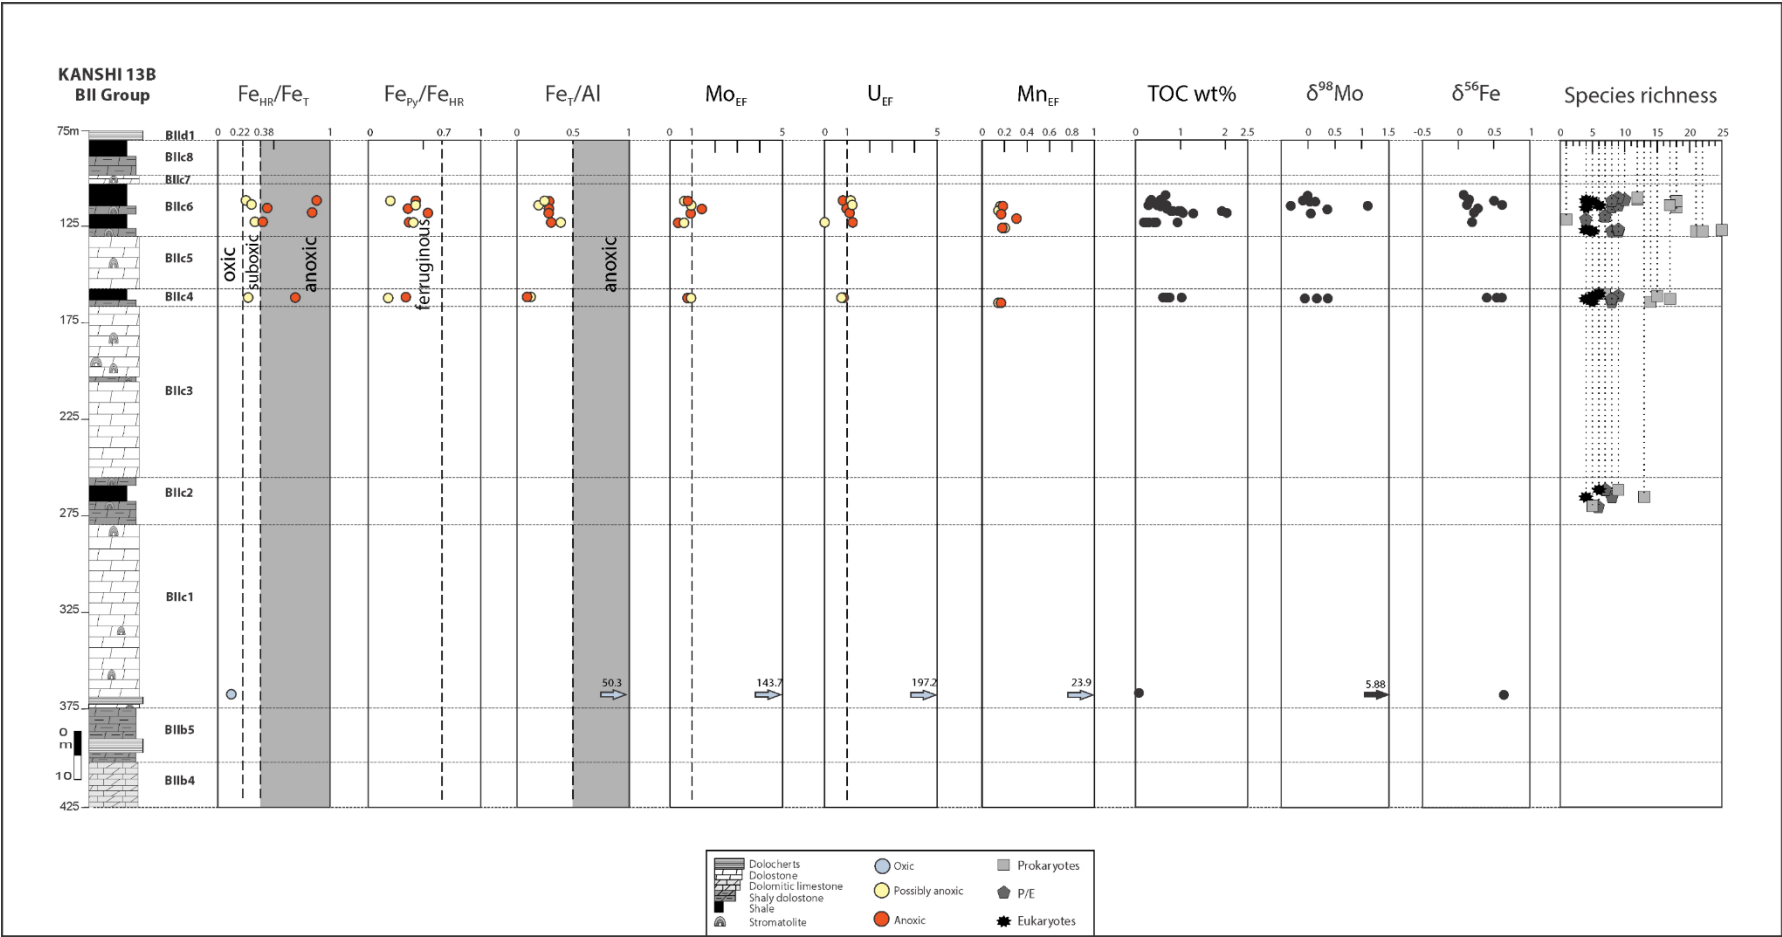 KANSHI 13B
BII Group
Fe_HR/Fe_T Fe_Py/Fe_HR Fe_T/Al Mo_EF U_EF Mn_EF TOC wt% δ⁹⁸Mo δ⁵⁶Fe Species richness
0 0.22 0.38 1 0 0.7 1 0 0.5 1 0 1 5 0 1 5 0 0.2 0.4 0.6 0.8 1 0 1 2 2.5 0 0.5 1 1.5 -0.5 0 0.5 1 0 5 10 15 20 25
75m BIId1
BIIc8
BIIc7
BIIc6
125
oxic suboxic anoxic ferruginous anoxic
BIIc5
BIIc4
175
BIIc3
225
BIIc2
275
BIIc1
325
50.3 143.7 197.2 23.9 5.88
375
BIIb5
0
m
10
BIIb4
425
Dolocherts
Dolostone
Dolomitic limestone
Shaly dolostone
Shale
Stromatolite
Oxic
Possibly anoxic
Anoxic
Prokaryotes
P/E
Eukaryotes